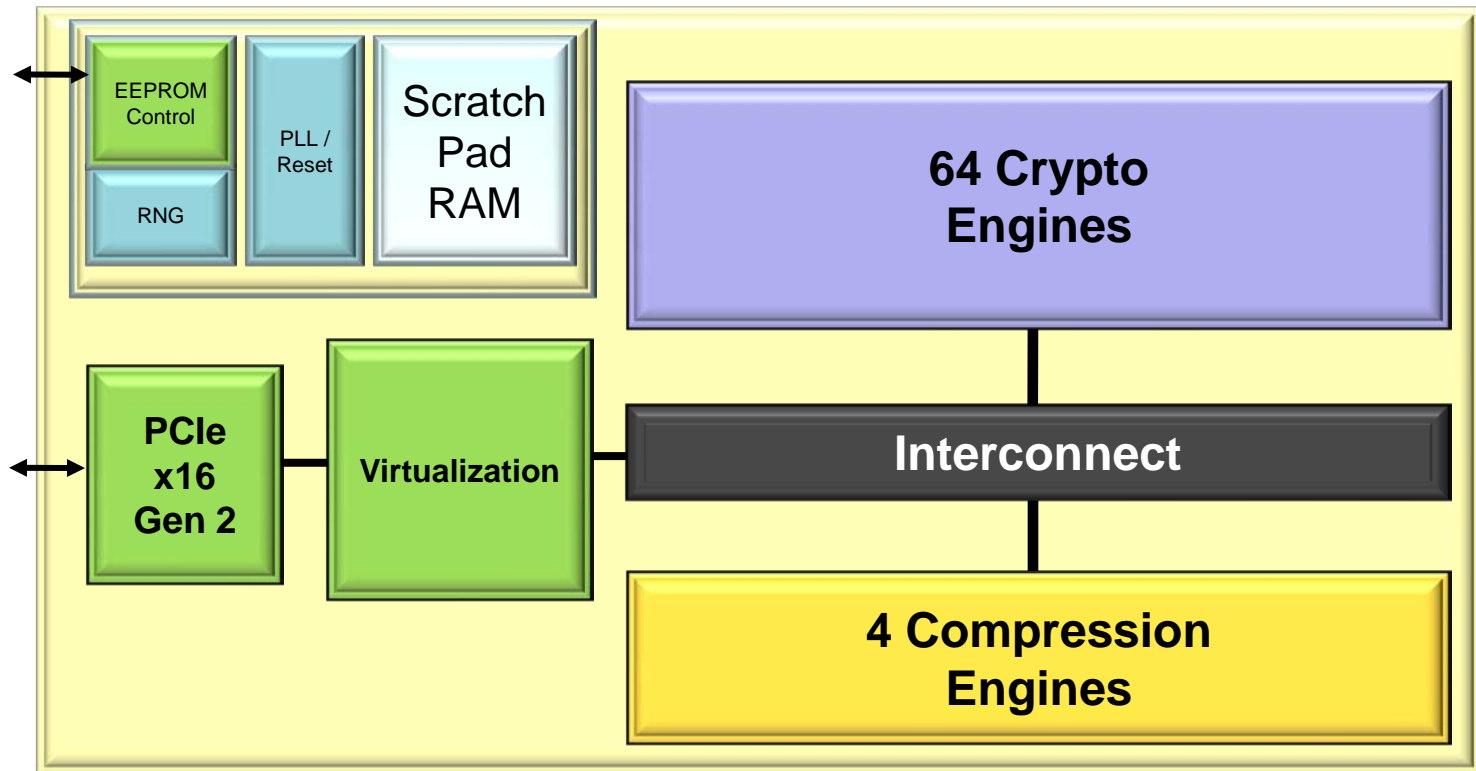 EEPROM
Control
RNG
PLL /
Reset
Scratch
Pad
RAM
64 Crypto
Engines
PCIe
x16
Gen 2
Virtualization
Interconnect
4 Compression
Engines